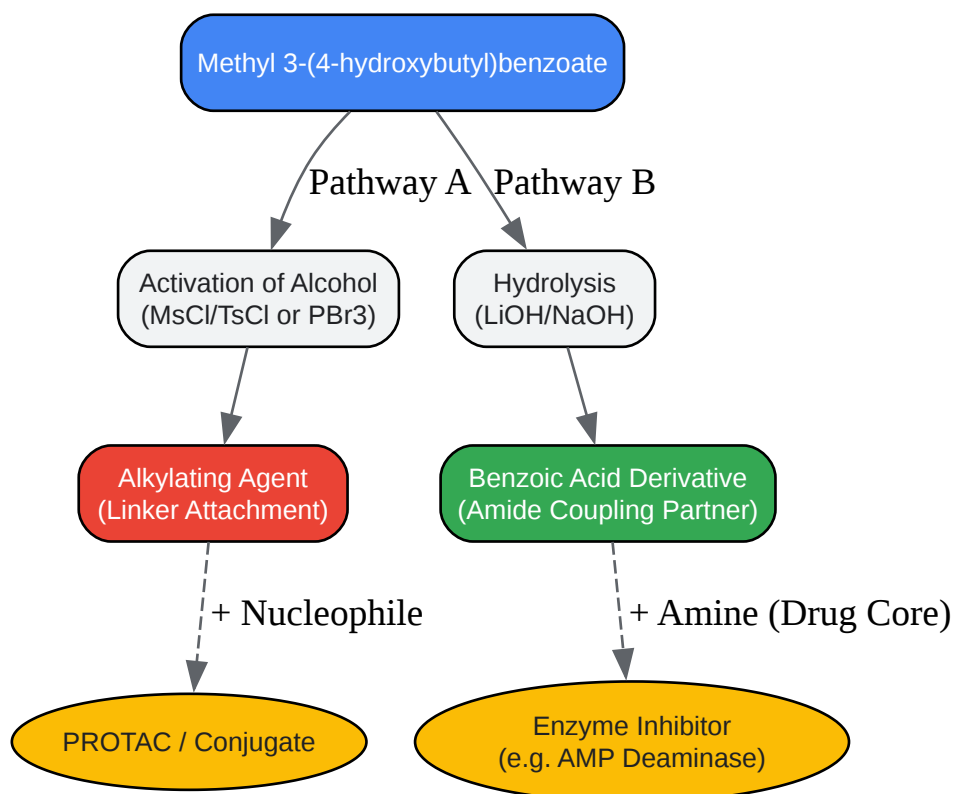 Methyl 3-(4-hydroxybutyl)benzoate
Pathway A
Pathway B
Activation of Alcohol
(MsCl/TsCl or PBr3)
Hydrolysis
(LiOH/NaOH)
Alkylating Agent
(Linker Attachment)
Benzoic Acid Derivative
(Amide Coupling Partner)
+ Nucleophile
+ Amine (Drug Core)
PROTAC / Conjugate
Enzyme Inhibitor
(e.g. AMP Deaminase)